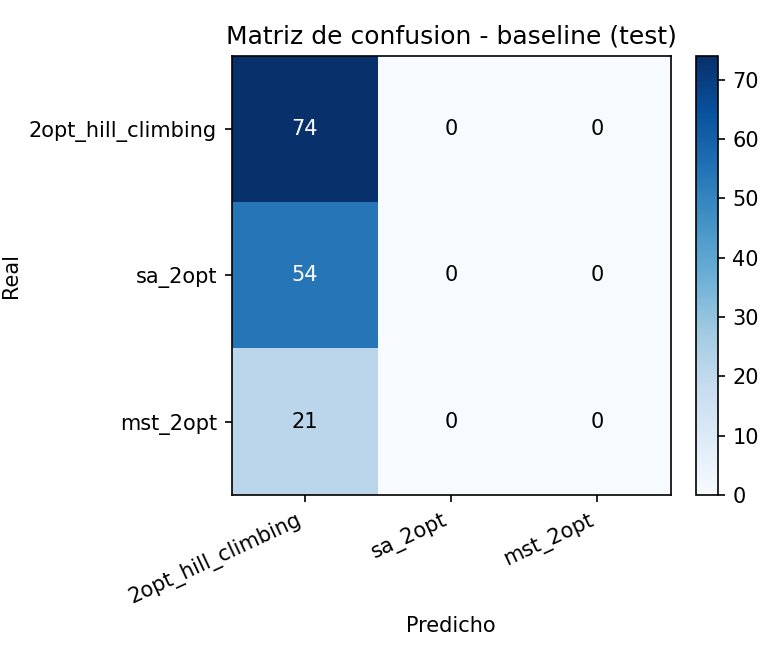 Matriz de confusion - baseline (test)
2opt_hill_climbing
74
0
0
sa_2opt
54
0
0
mst_2opt
21
0
0
Real
2opt_hill_climbing
sa_2opt
mst_2opt
Predicho
70
60
50
40
30
20
10
0